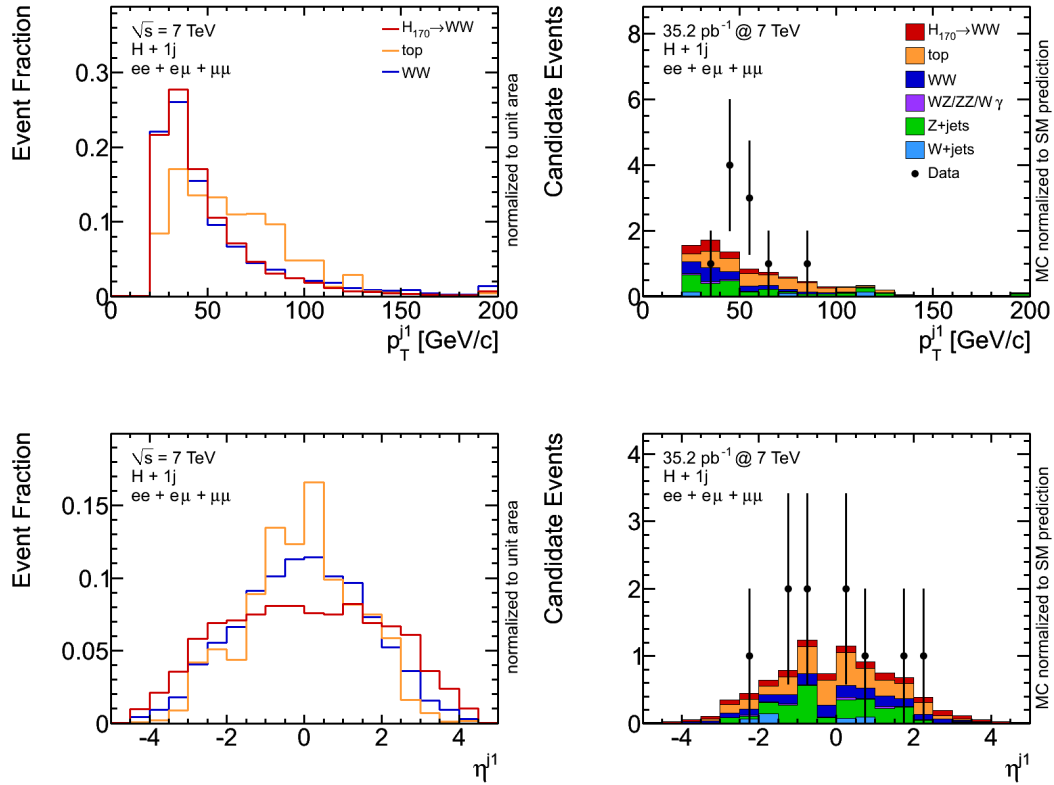 √s = 7 TeV
H + 1j
ee + eμ + μμ
H₁₇₀→WW
top
WW
Event Fraction
normalized to unit area
0.3
0.2
0.1
0
0 50 100 150 200
p_T^j1 [GeV/c]
35.2 pb⁻¹ @ 7 TeV
H + 1j
ee + eμ + μμ
H₁₇₀→WW
top
WW
WZ/ZZ/W γ
Z+jets
W+jets
Data
Candidate Events
MC normalized to SM prediction
8
6
4
2
0
0 50 100 150 200
p_T^j1 [GeV/c]
√s = 7 TeV
H + 1j
ee + eμ + μμ
Event Fraction
normalized to unit area
0.15
0.1
0.05
0
-4 -2 0 2 4
η^j1
35.2 pb⁻¹ @ 7 TeV
H + 1j
ee + eμ + μμ
Candidate Events
MC normalized to SM prediction
4
3
2
1
0
-4 -2 0 2 4
η^j1